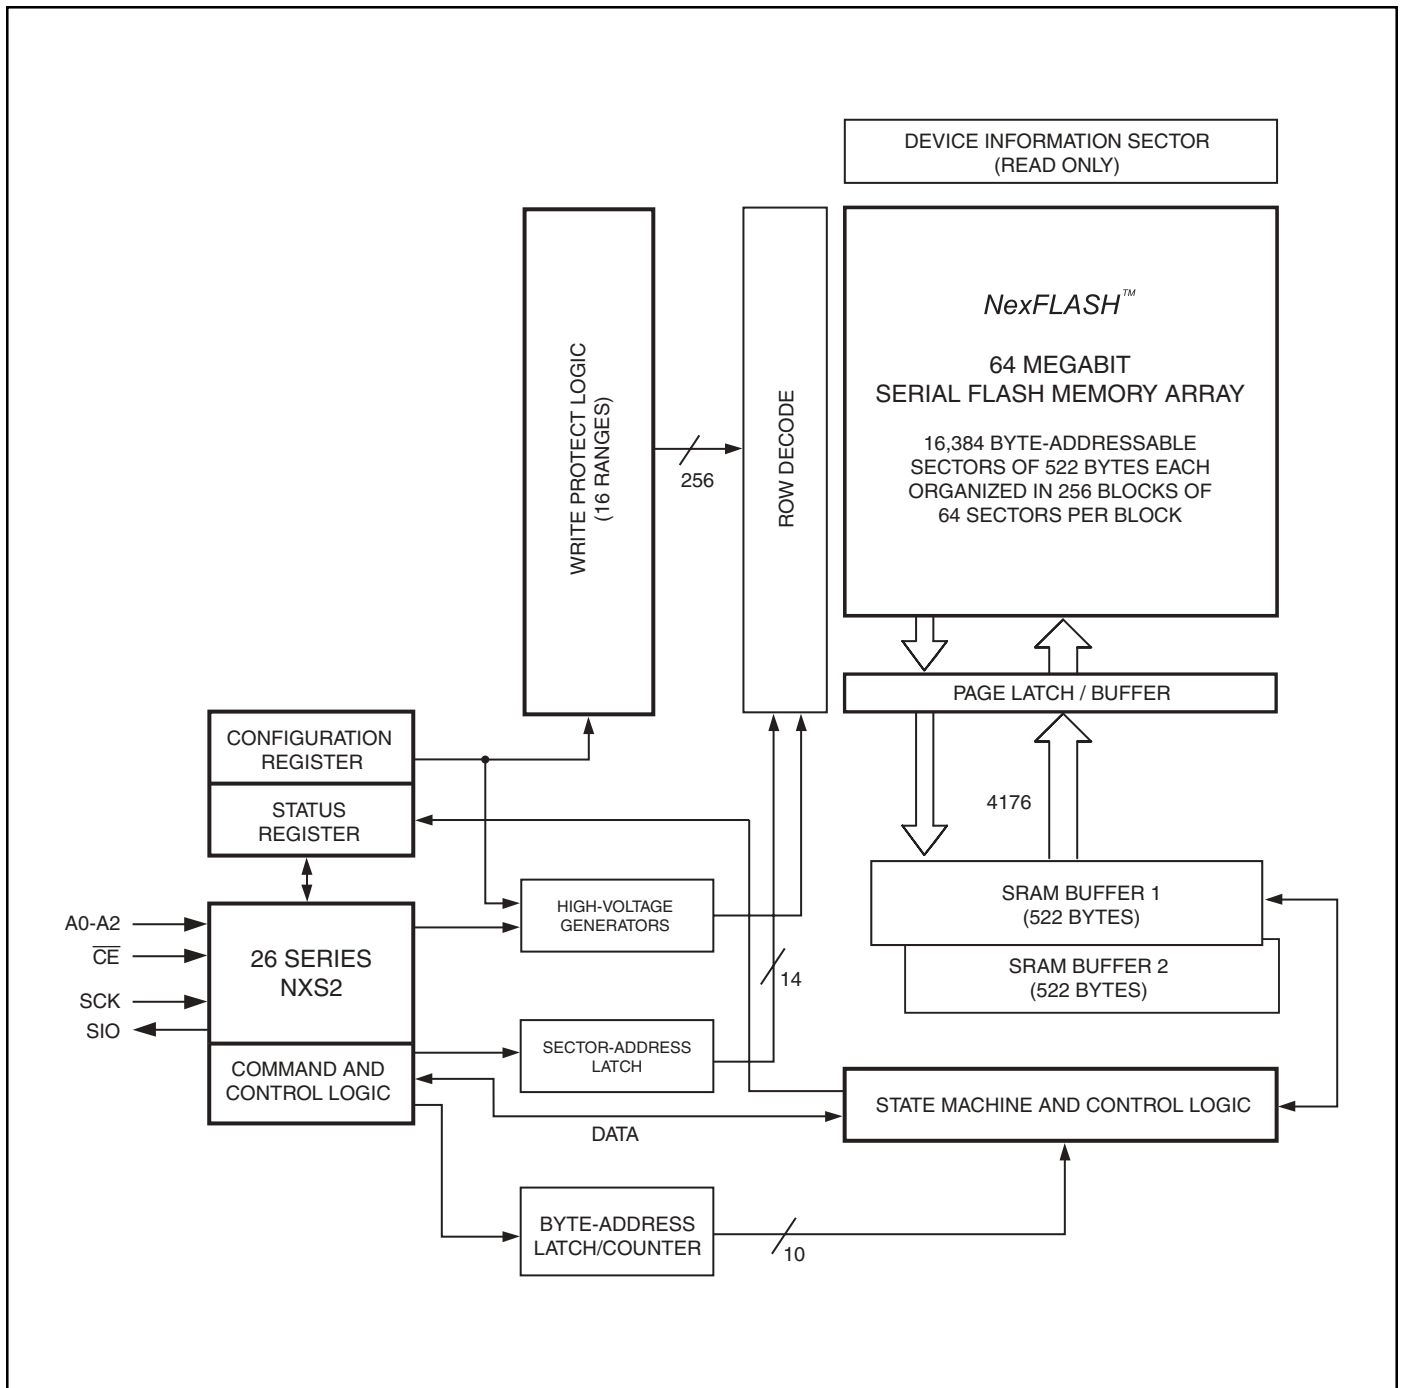 DEVICE INFORMATION SECTOR
(READ ONLY)
WRITE PROTECT LOGIC
(16 RANGES)
256
ROW DECODE
NexFLASH™
64 MEGABIT
SERIAL FLASH MEMORY ARRAY
16,384 BYTE-ADDRESSABLE
SECTORS OF 522 BYTES EACH
ORGANIZED IN 256 BLOCKS OF
64 SECTORS PER BLOCK
PAGE LATCH / BUFFER
CONFIGURATION
REGISTER
STATUS
REGISTER
4176
A0-A2
C̅E̅
SCK
SIO
26 SERIES
NXS2
COMMAND AND
CONTROL LOGIC
HIGH-VOLTAGE
GENERATORS
14
SECTOR-ADDRESS
LATCH
SRAM BUFFER 1
(522 BYTES)
SRAM BUFFER 2
(522 BYTES)
STATE MACHINE AND CONTROL LOGIC
DATA
BYTE-ADDRESS
LATCH/COUNTER
10